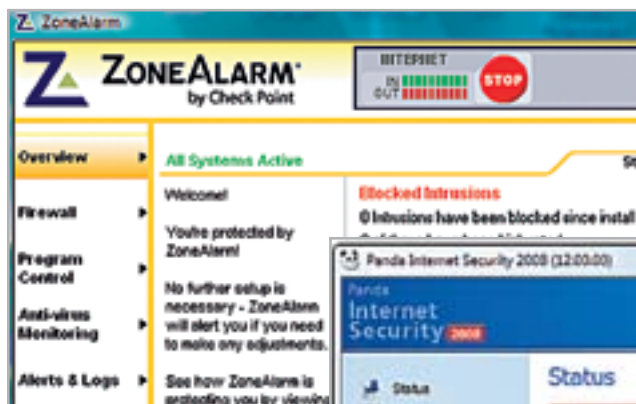 ZoneAlarm
ZONEALARM®
by Check Point
INTERNET
IN
OUT
STOP
Overview
Firewall
Program
Control
Anti-virus
Monitoring
Alerts & Logs
All Systems Active
Welcome!
You're protected by
ZoneAlarm!
No further setup is
necessary - ZoneAlarm
will alert you if you need
to make any adjustments.
See how ZoneAlarm is
protecting you by viewing
Blocked Intrusions
0 Intrusions have been blocked since install
Panda Internet Security 2008 (12.00.00)
Panda
Internet
Security 2008
Status
Status